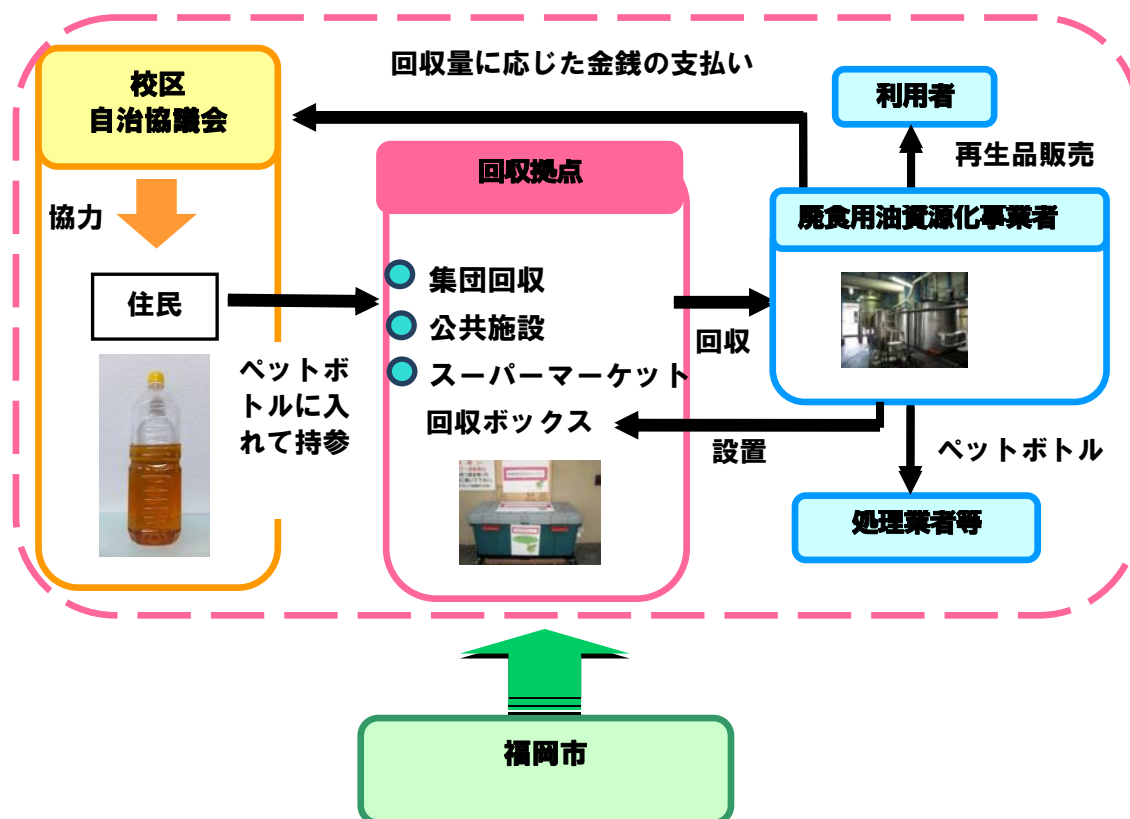 回収量に応じた金銭の支払い
校区
自治協議会
利用者
再生品販売
回収拠点
廃食用油資源化事業者
協力
住民
集団回収
公共施設
スーパーマーケット
回収ボックス
回収
ペットボ
トルに入
れて持参
設置
ペットボトル
処理業者等
福岡市